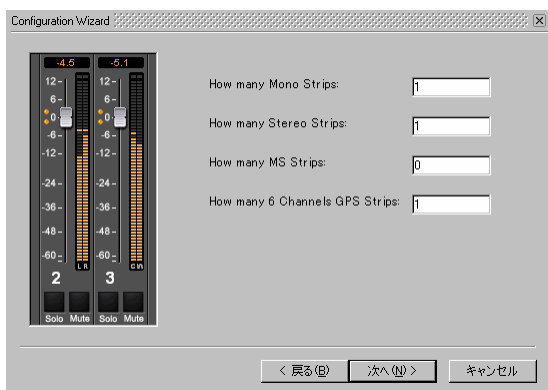 Configuration Wizard
-4.5 -5.1
12- 12-
6- 6-
0- 0-
-6- -6-
-12- -12-
-24- -24-
-36- -36-
-48- -48-
-60- -60-
L R
2 3
Solo Mute Solo Mute
How many Mono Strips: 1
How many Stereo Strips: 1
How many MS Strips: 0
How many 6 Channels GPS Strips: 1
< 戻る(B) 次へ(N) > キャンセル